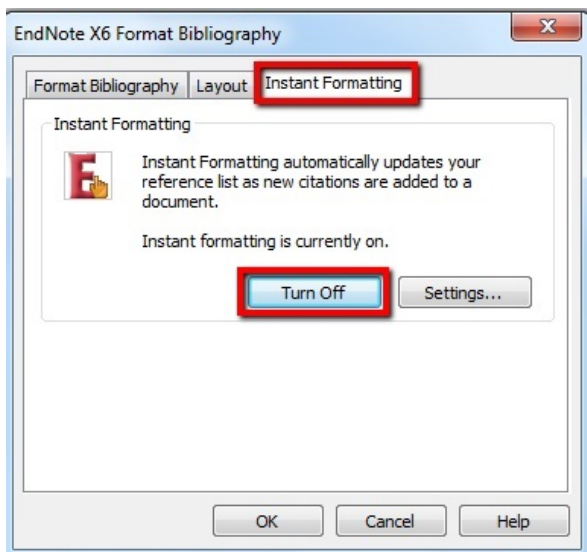 EndNote X6 Format Bibliography
Format Bibliography Layout Instant Formatting
Instant Formatting
Instant Formatting automatically updates your
reference list as new citations are added to a
document.
Instant formatting is currently on.
Turn Off Settings...
OK Cancel Help